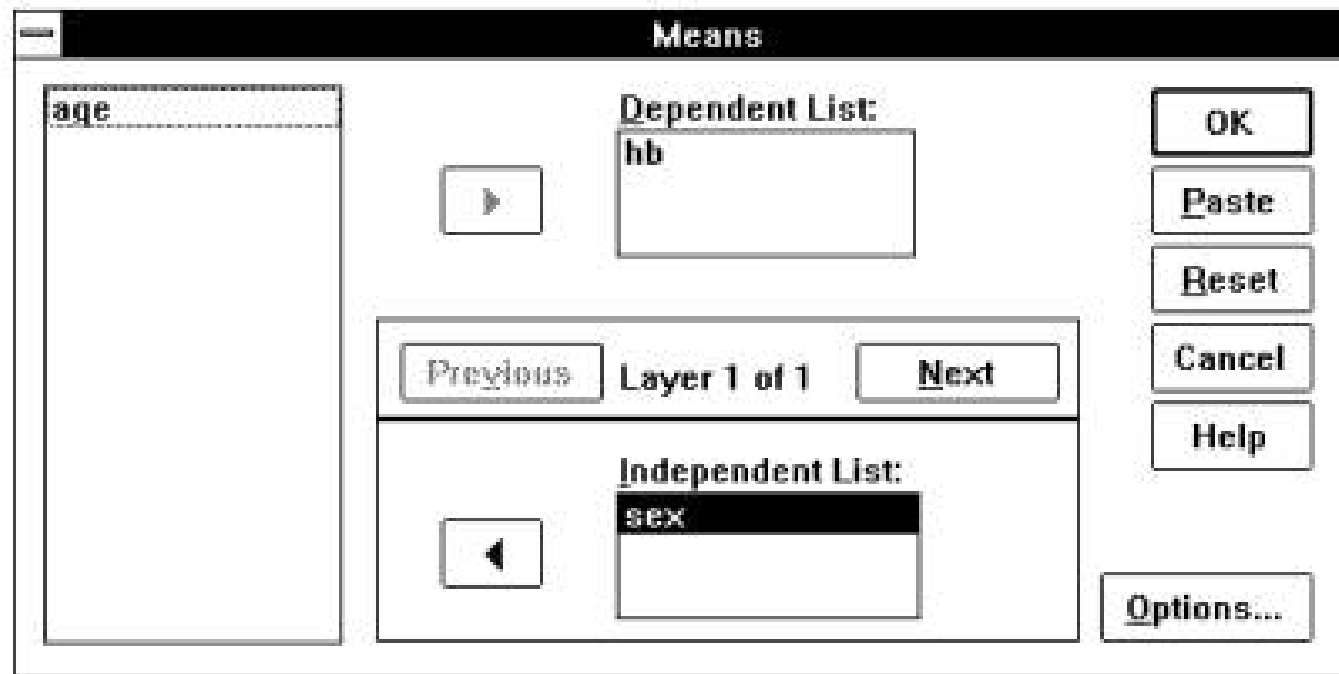 Means
age
Dependent List:
hb
OK
Paste
Reset
Cancel
Help
Previous
Layer 1 of 1
Next
Independent List:
sex
Options...